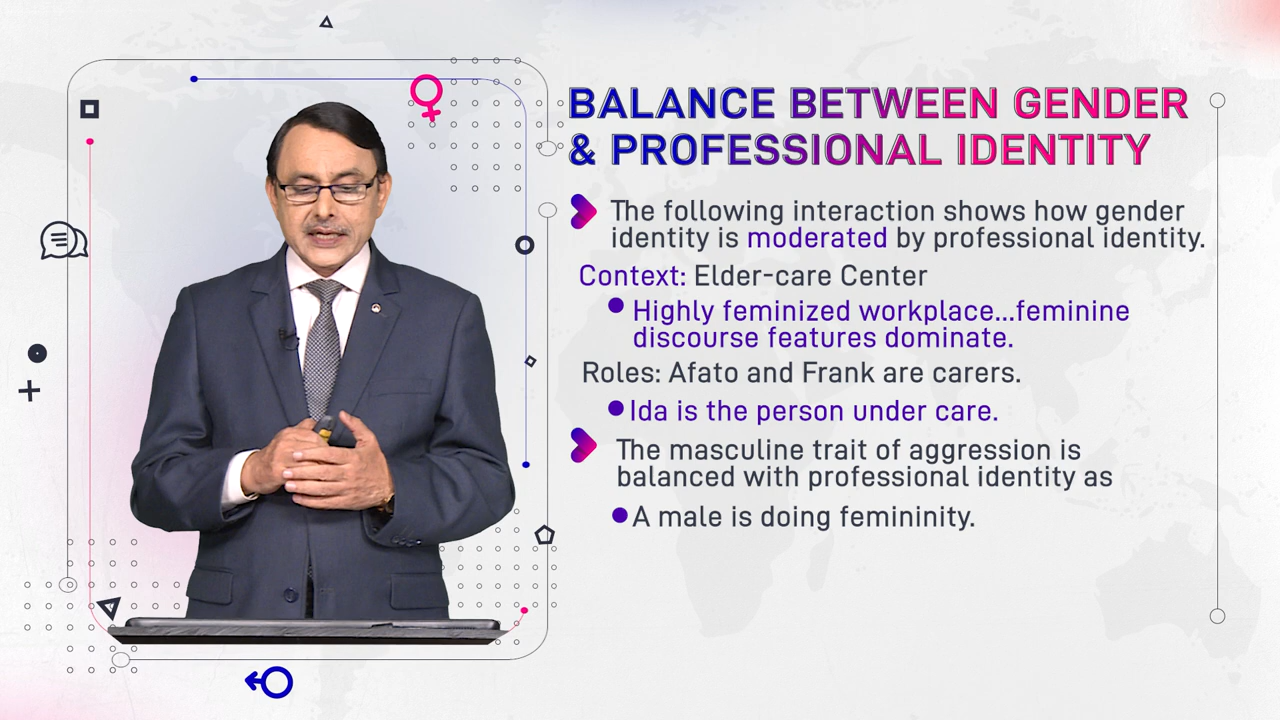 BALANCE BETWEEN GENDER
& PROFESSIONAL IDENTITY
The following interaction shows how gender
identity is moderated by professional identity.
Context: Elder-care Center
Highly feminized workplace...feminine
discourse features dominate.
Roles: Afato and Frank are carers.
Ida is the person under care.
The masculine trait of aggression is
balanced with professional identity as
A male is doing femininity.